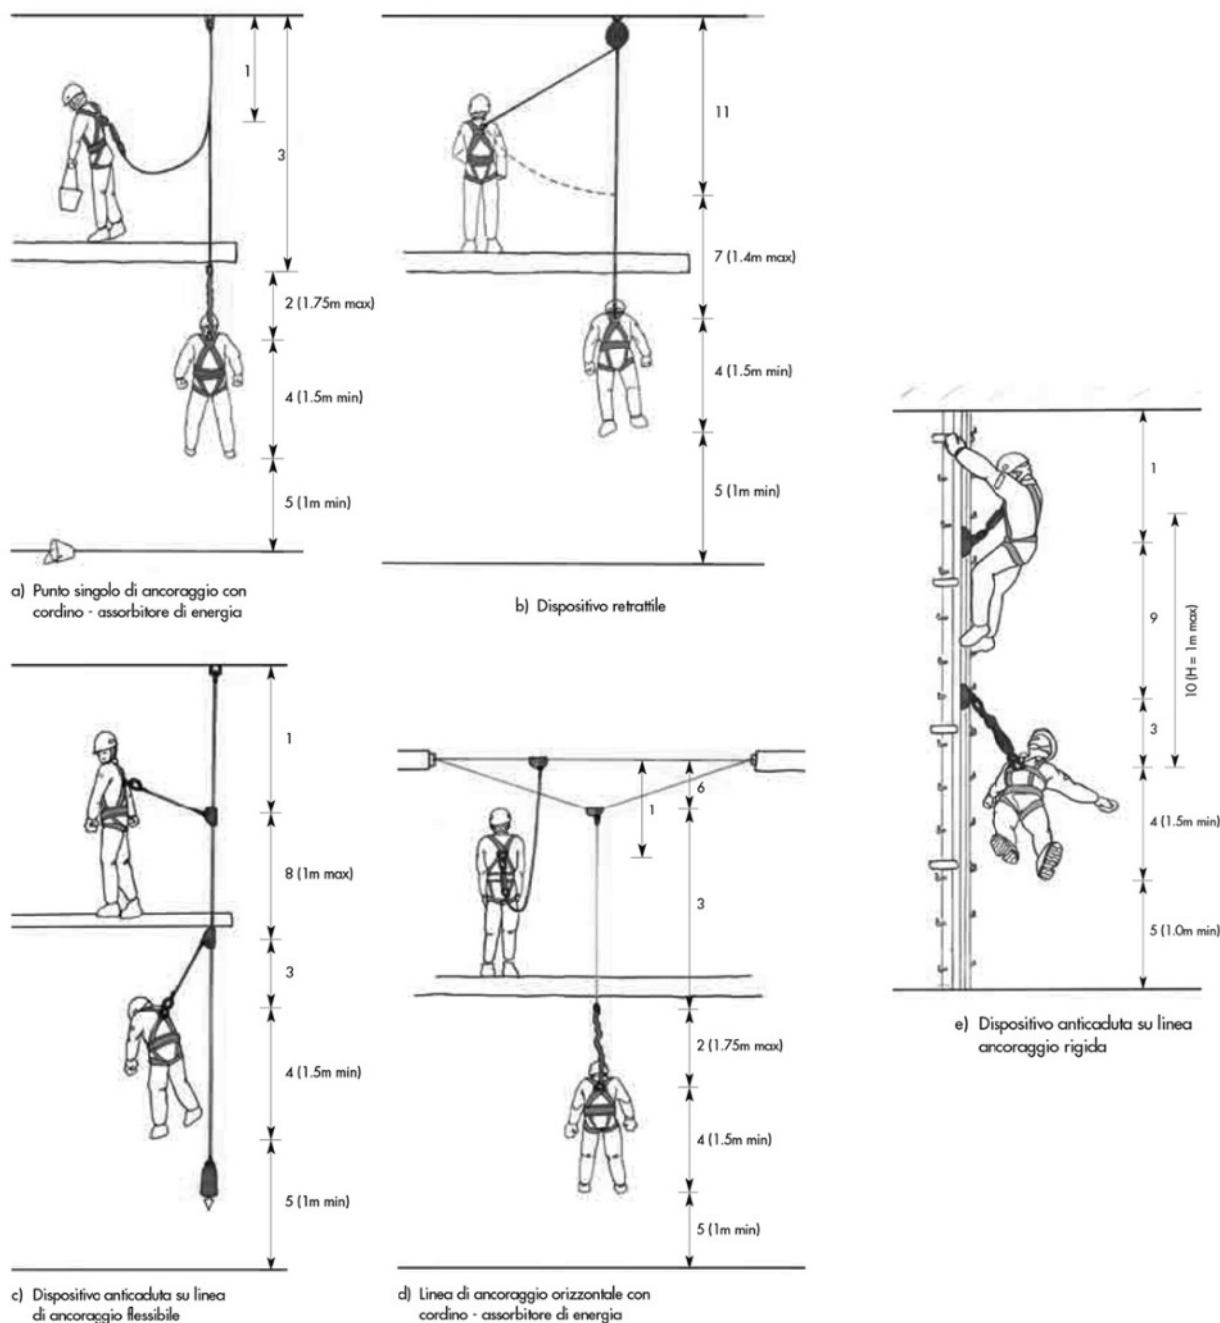 1
3
2 (1.75m max)
4 (1.5m min)
5 (1m min)
a) Punto singolo di ancoraggio con
cordino - assorbitore di energia
11
7 (1.4m max)
4 (1.5m min)
5 (1m min)
b) Dispositivo retrattile
1
8 (1m max)
3
4 (1.5m min)
5 (1m min)
c) Dispositivo anticaduta su linea
di ancoraggio flessibile
6
1
3
2 (1.75m max)
4 (1.5m min)
5 (1m min)
d) Linea di ancoraggio orizzontale con
cordino - assorbitore di energia
1
9
10 (H = 1m max)
3
4 (1.5m min)
5 (1.0m min)
e) Dispositivo anticaduta su linea
ancoraggio rigida